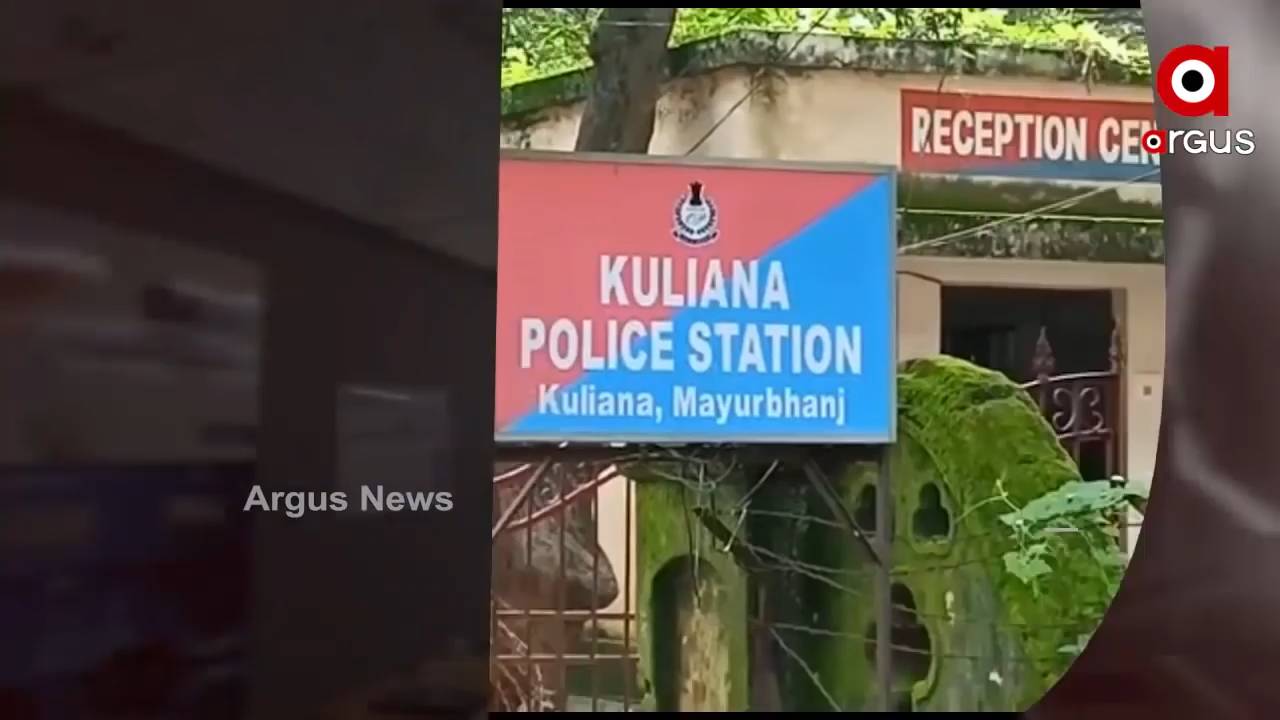 argus
RECEPTION CEN
KULIANA
POLICE STATION
Kuliana, Mayurbhanj
Argus News